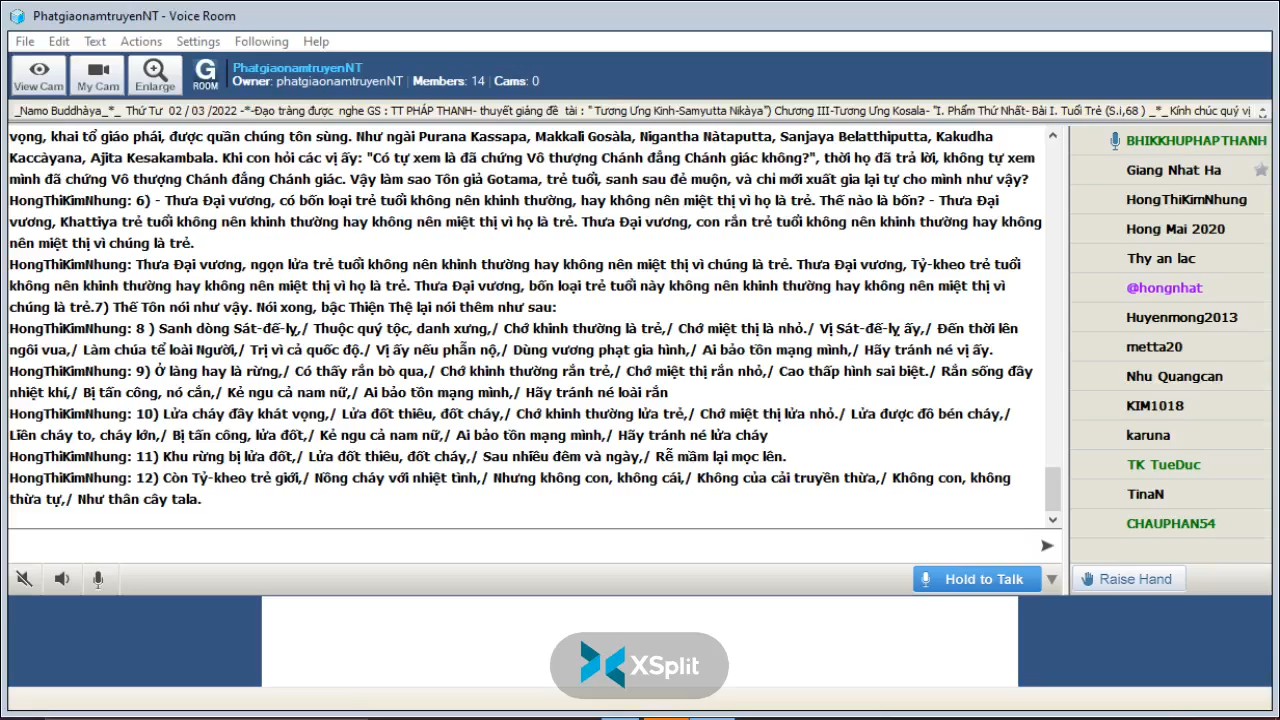 PhatgiaonamtruyenNT - Voice Room
File Edit Text Actions Settings Following Help
View Cam My Cam Enlarge G ROOM
PhatgiaonamtruyenNT
Owner: phatgiaonamtruyenNT | Members: 14 | Cams: 0
_Namo Buddhàya_*_ Thứ Tư 02 / 03 /2022 -*-Đạo tràng được nghe GS : TT PHÁP THANH- thuyết giảng đề tài : " Tương Ưng Kinh-Samyutta Nikàya") Chương III-Tương Ưng Kosala- "I. Phẩm Thứ Nhất- Bài I. Tuổi Trẻ (S.i,68 ) _*_ Kính chúc quý vị
vọng, khai tổ giáo phái, được quần chúng tôn sùng. Như ngài Purana Kassapa, Makkali Gosàla, Nigantha Nàtaputta, Sanjaya Belatthiputta, Kakudha
Kaccàyana, Ajita Kesakambala. Khi con hỏi các vị ấy: "Có tự xem là đã chứng Vô thượng Chánh đẳng Chánh giác không?", thời họ đã trả lời, không tự xem
mình đã chứng Vô thượng Chánh đẳng Chánh giác. Vậy làm sao Tôn giả Gotama, trẻ tuổi, sanh sau đẻ muộn, và chỉ mới xuất gia lại tự cho mình như vậy?
HongThiKimNhung: 6) - Thưa Đại vương, có bốn loại trẻ tuổi không nên khinh thường, hay không nên miệt thị vì họ là trẻ. Thế nào là bốn? - Thưa Đại
vương, Khattiya trẻ tuổi không nên khinh thường hay không nên miệt thị vì họ là trẻ. Thưa Đại vương, con rắn trẻ tuổi không nên khinh thường hay không
nên miệt thị vì chúng là trẻ.
HongThiKimNhung: Thưa Đại vương, ngọn lửa trẻ tuổi không nên khinh thường hay không nên miệt thị vì chúng là trẻ. Thưa Đại vương, Tỷ-kheo trẻ tuổi
không nên khinh thường hay không nên miệt thị vì họ là trẻ. Thưa Đại vương, bốn loại trẻ tuổi này không nên khinh thường hay không nên miệt thị vì
chúng là trẻ.7) Thế Tôn nói như vậy. Nói xong, bậc Thiện Thệ lại nói thêm như sau:
HongThiKimNhung: 8 ) Sanh dòng Sát-đế-lỵ,/ Thuộc quý tộc, danh xưng,/ Chớ khinh thường là trẻ,/ Chớ miệt thị là nhỏ./ Vị Sát-đế-lỵ ấy,/ Đến thời lên
ngôi vua,/ Làm chúa tể loài Người,/ Trị vì cả quốc độ./ Vị ấy nếu phẫn nộ,/ Dùng vương phạt gia hình,/ Ai bảo tồn mạng mình,/ Hãy tránh né vị ấy.
HongThiKimNhung: 9) Ở làng hay là rừng,/ Có thấy rắn bò qua,/ Chớ khinh thường rắn trẻ,/ Chớ miệt thị rắn nhỏ,/ Cao thấp hình sai biệt./ Rắn sống đầy
nhiệt khí,/ Bị tấn công, nó cắn,/ Kẻ ngu cả nam nữ,/ Ai bảo tồn mạng mình,/ Hãy tránh né loài rắn
HongThiKimNhung: 10) Lửa cháy đầy khát vọng,/ Lửa đốt thiêu, đốt cháy,/ Chớ khinh thường lửa trẻ,/ Chớ miệt thị lửa nhỏ./ Lửa được đồ bén cháy,/
Liền cháy to, cháy lớn,/ Bị tấn công, lửa đốt,/ Kẻ ngu cả nam nữ,/ Ai bảo tồn mạng mình,/ Hãy tránh né lửa cháy
HongThiKimNhung: 11) Khu rừng bị lửa đốt,/ Lửa đốt thiêu, đốt cháy,/ Sau nhiều đêm và ngày,/ Rễ mầm lại mọc lên.
HongThiKimNhung: 12) Còn Tỷ-kheo trẻ giới,/ Nồng cháy với nhiệt tình,/ Nhưng không con, không cái,/ Không của cải truyền thừa,/ Không con, không
thừa tự,/ Như thân cây tala.
BHIKKHUPHAPTHANH
Giang Nhat Ha
HongThiKimNhung
Hong Mai 2020
Thy an lac
@hongnhat
Huyenmong2013
metta20
Nhu Quangcan
KIM1018
karuna
TK TueDuc
TinaN
CHAUPHAN54
Hold to Talk
Raise Hand
XSplit